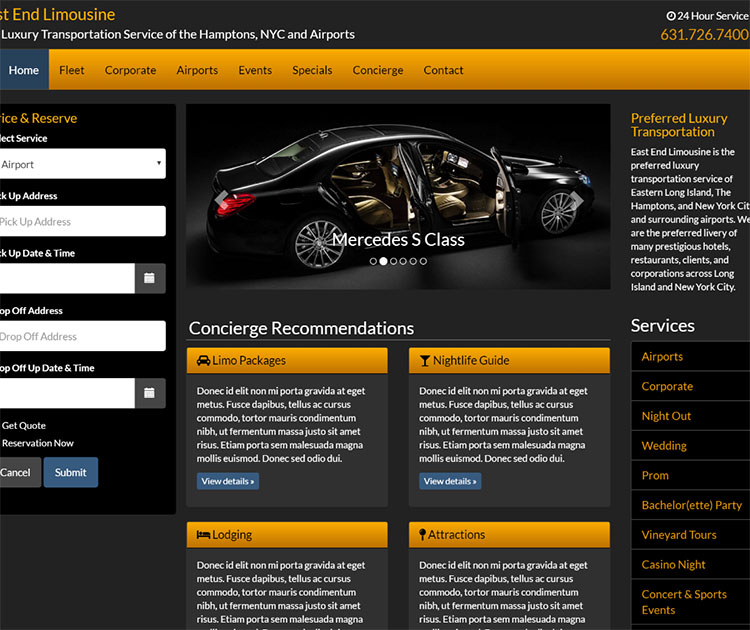 st End Limousine
Luxury Transportation Service of the Hamptons, NYC and Airports
24 Hour Service
631.726.7400
Home Fleet Corporate Airports Events Specials Concierge Contact
ice & Reserve
lect Service
Airport
ck Up Address
Pick Up Address
ck Up Date & Time
op Off Address
Drop Off Address
op Off Up Date & Time
Get Quote
Reservation Now
Cancel Submit
Mercedes S Class
Concierge Recommendations
Limo Packages
Donec id elit non mi porta gravida at eget
metus. Fusce dapibus, tellus ac cursus
commodo, tortor mauris condimentum
nibh, ut fermentum massa justo sit amet
risus. Etiam porta sem malesuada magna
mollis euismod. Donec sed odio dui.
View details »
Nightlife Guide
Donec id elit non mi porta gravida at eget
metus. Fusce dapibus, tellus ac cursus
commodo, tortor mauris condimentum
nibh, ut fermentum massa justo sit amet
risus. Etiam porta sem malesuada magna
mollis euismod. Donec sed odio dui.
View details »
Lodging
Donec id elit non mi porta gravida at eget
metus. Fusce dapibus, tellus ac cursus
commodo, tortor mauris condimentum
nibh, ut fermentum massa justo sit amet
risus. Etiam porta sem malesuada magna
Attractions
Donec id elit non mi porta gravida at eget
metus. Fusce dapibus, tellus ac cursus
commodo, tortor mauris condimentum
nibh, ut fermentum massa justo sit amet
risus. Etiam porta sem malesuada magna
Preferred Luxury
Transportation
East End Limousine is the
preferred luxury
transportation service of
Eastern Long Island, The
Hamptons, and New York Cit
and surrounding airports. We
are the preferred livery of
many prestigious hotels,
restaurants, clients, and
corporations across Long
Island and New York City.
Services
Airports
Corporate
Night Out
Wedding
Prom
Bachelor(ette) Party
Vineyard Tours
Casino Night
Concert & Sports
Events